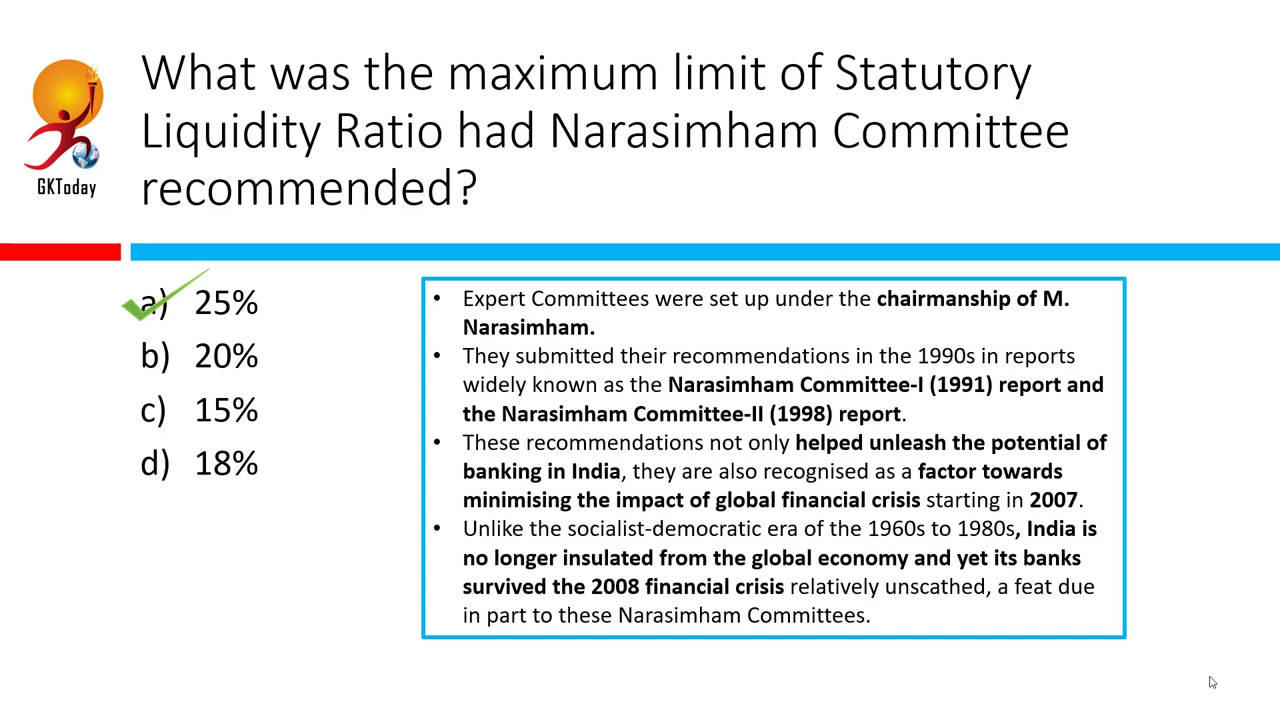 What was the maximum limit of Statutory
Liquidity Ratio had Narasimham Committee
recommended?
GKToday
a) 25%
b) 20%
c) 15%
d) 18%
• Expert Committees were set up under the chairmanship of M.
Narasimham.
• They submitted their recommendations in the 1990s in reports
widely known as the Narasimham Committee-I (1991) report and
the Narasimham Committee-II (1998) report.
• These recommendations not only helped unleash the potential of
banking in India, they are also recognised as a factor towards
minimising the impact of global financial crisis starting in 2007.
• Unlike the socialist-democratic era of the 1960s to 1980s, India is
no longer insulated from the global economy and yet its banks
survived the 2008 financial crisis relatively unscathed, a feat due
in part to these Narasimham Committees.